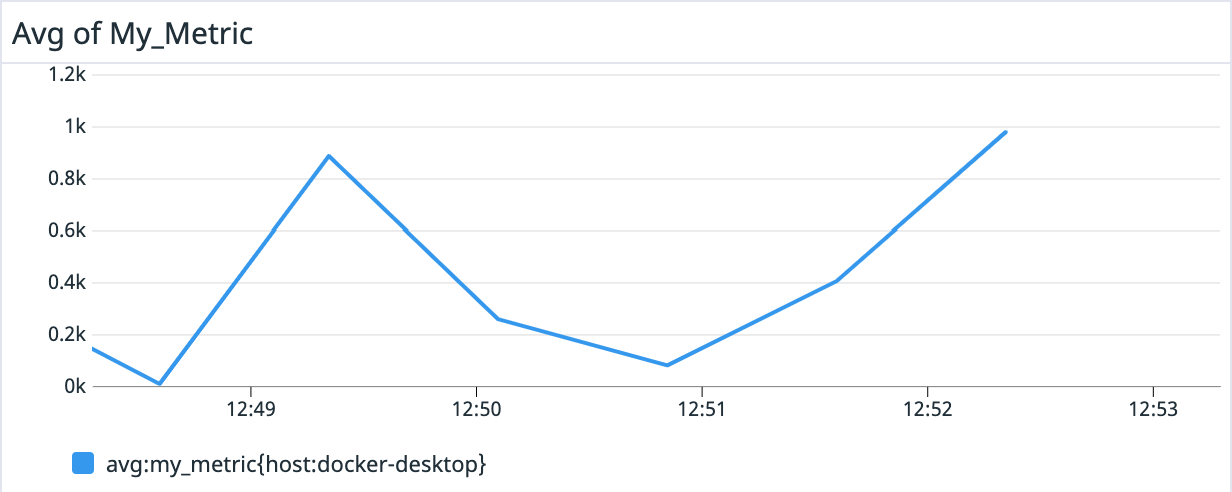 Avg of My_Metric
1.2k
1k
0.8k
0.6k
0.4k
0.2k
0k
12:49 12:50 12:51 12:52 12:53
avg:my_metric{host:docker-desktop}